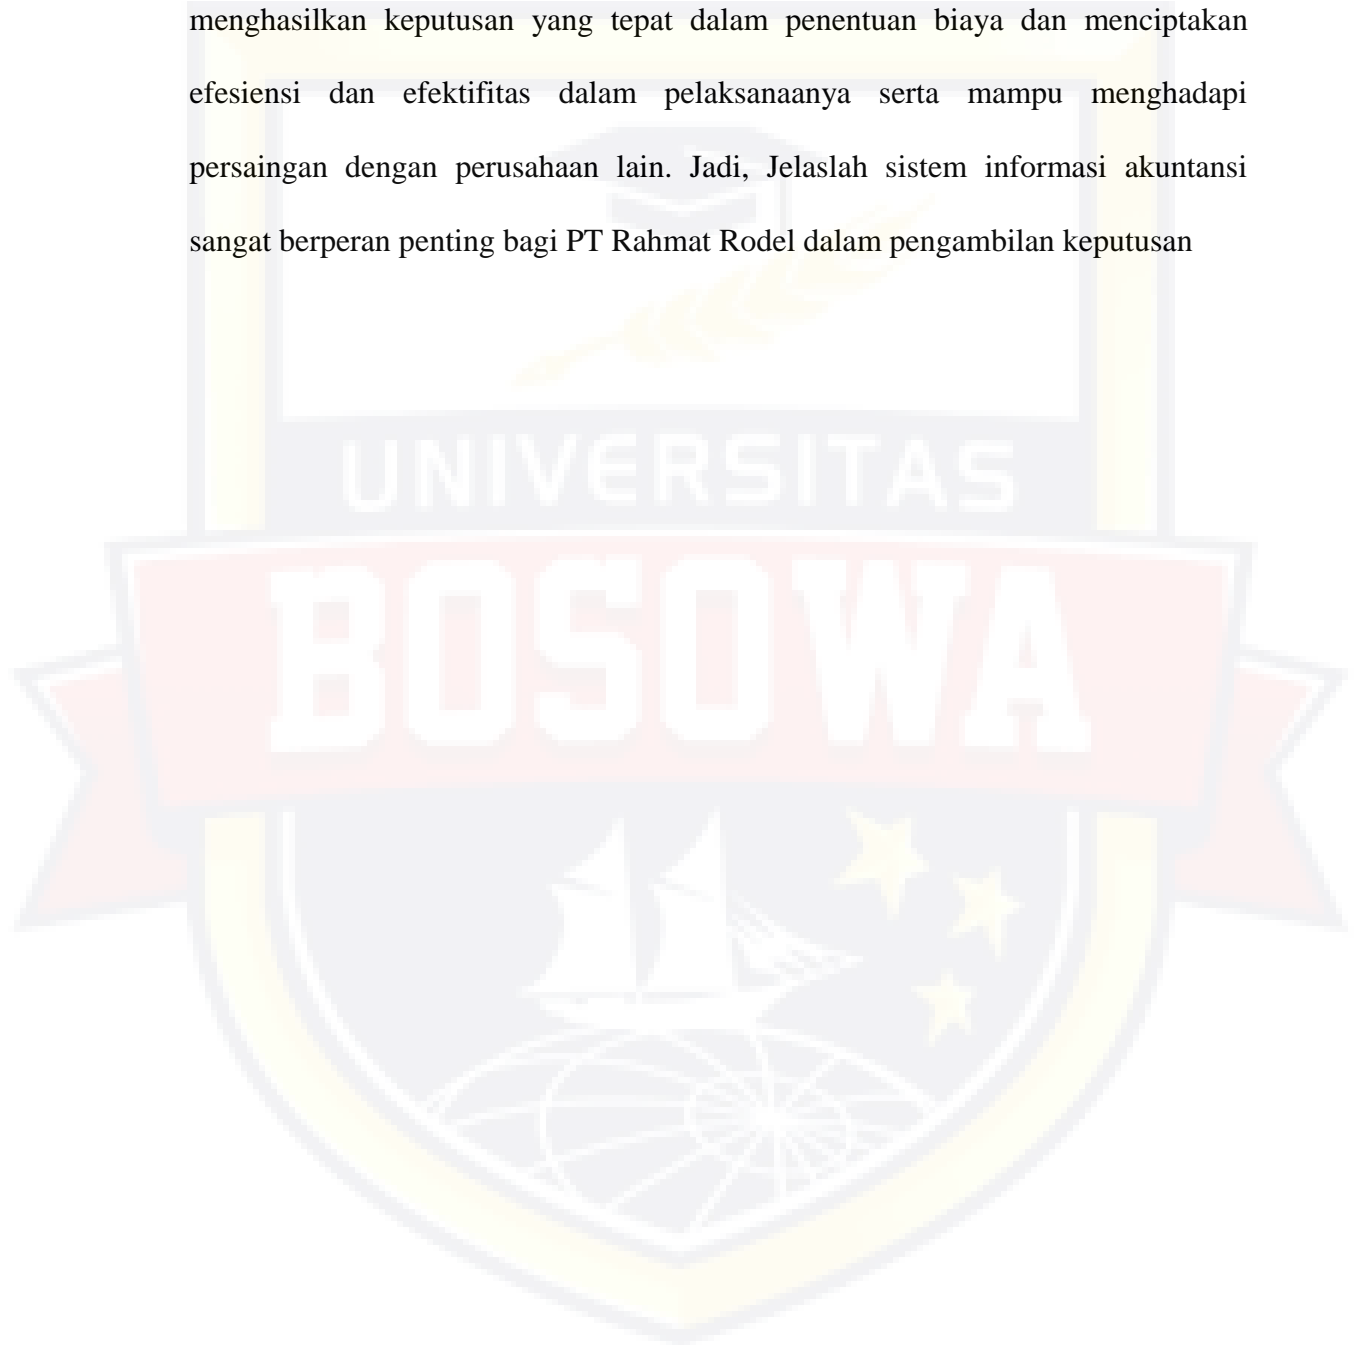 menghasilkan keputusan yang tepat dalam penentuan biaya dan menciptakan
efesiensi dan efektifitas dalam pelaksanaanya serta mampu menghadapi
persaingan dengan perusahaan lain. Jadi, Jelaslah sistem informasi akuntansi
sangat berperan penting bagi PT Rahmat Rodel dalam pengambilan keputusan
UNIVERSITAS
BOSOWA